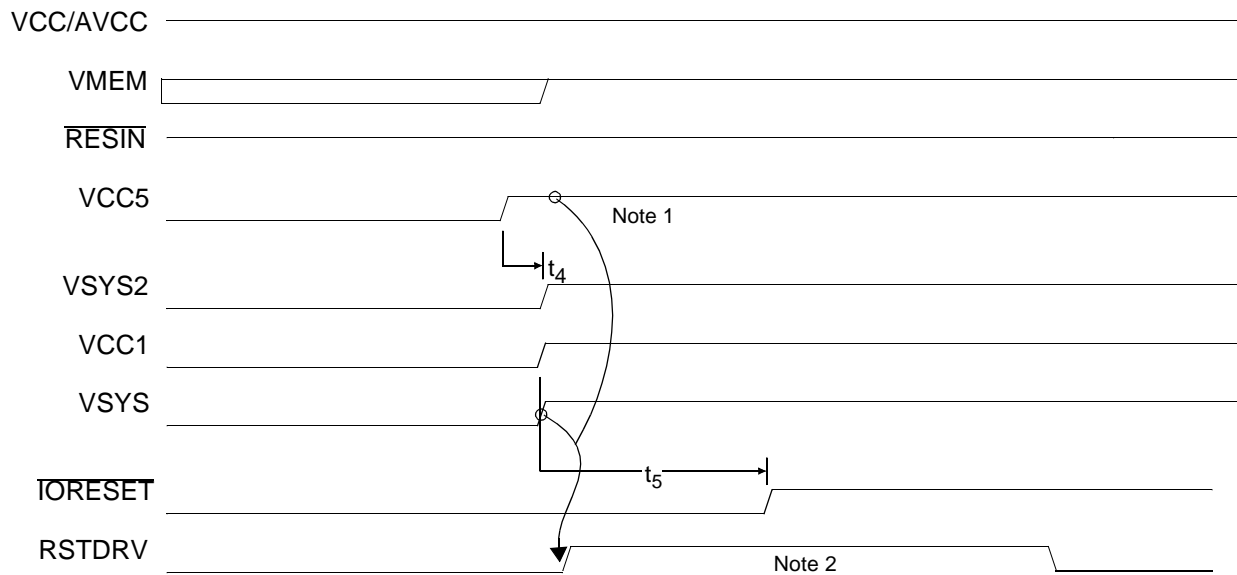 VCC/AVCC
VMEM
RESIN
VCC5
Note 1
t4
VSYS2
VCC1
VSYS
t5
IORESET
RSTDRV
Note 2